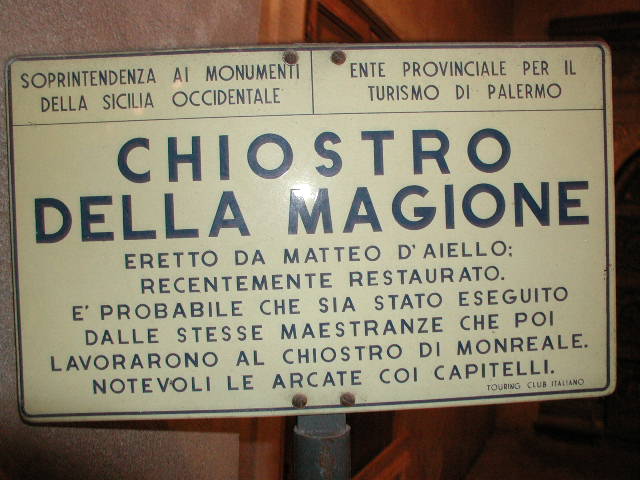 SOPRINTENDENZA AI MONUMENTI
DELLA SICILIA OCCIDENTALE
ENTE PROVINCIALE PER IL
TURISMO DI PALERMO
CHIOSTRO
DELLA MAGIONE
ERETTO DA MATTEO D'AIELLO;
RECENTEMENTE RESTAURATO.
E' PROBABILE CHE SIA STATO ESEGUITO
DALLE STESSE MAESTRANZE CHE POI
LAVORARONO AL CHIOSTRO DI MONREALE.
NOTEVOLI LE ARCATE COI CAPITELLI.
TOURING CLUB ITALIANO